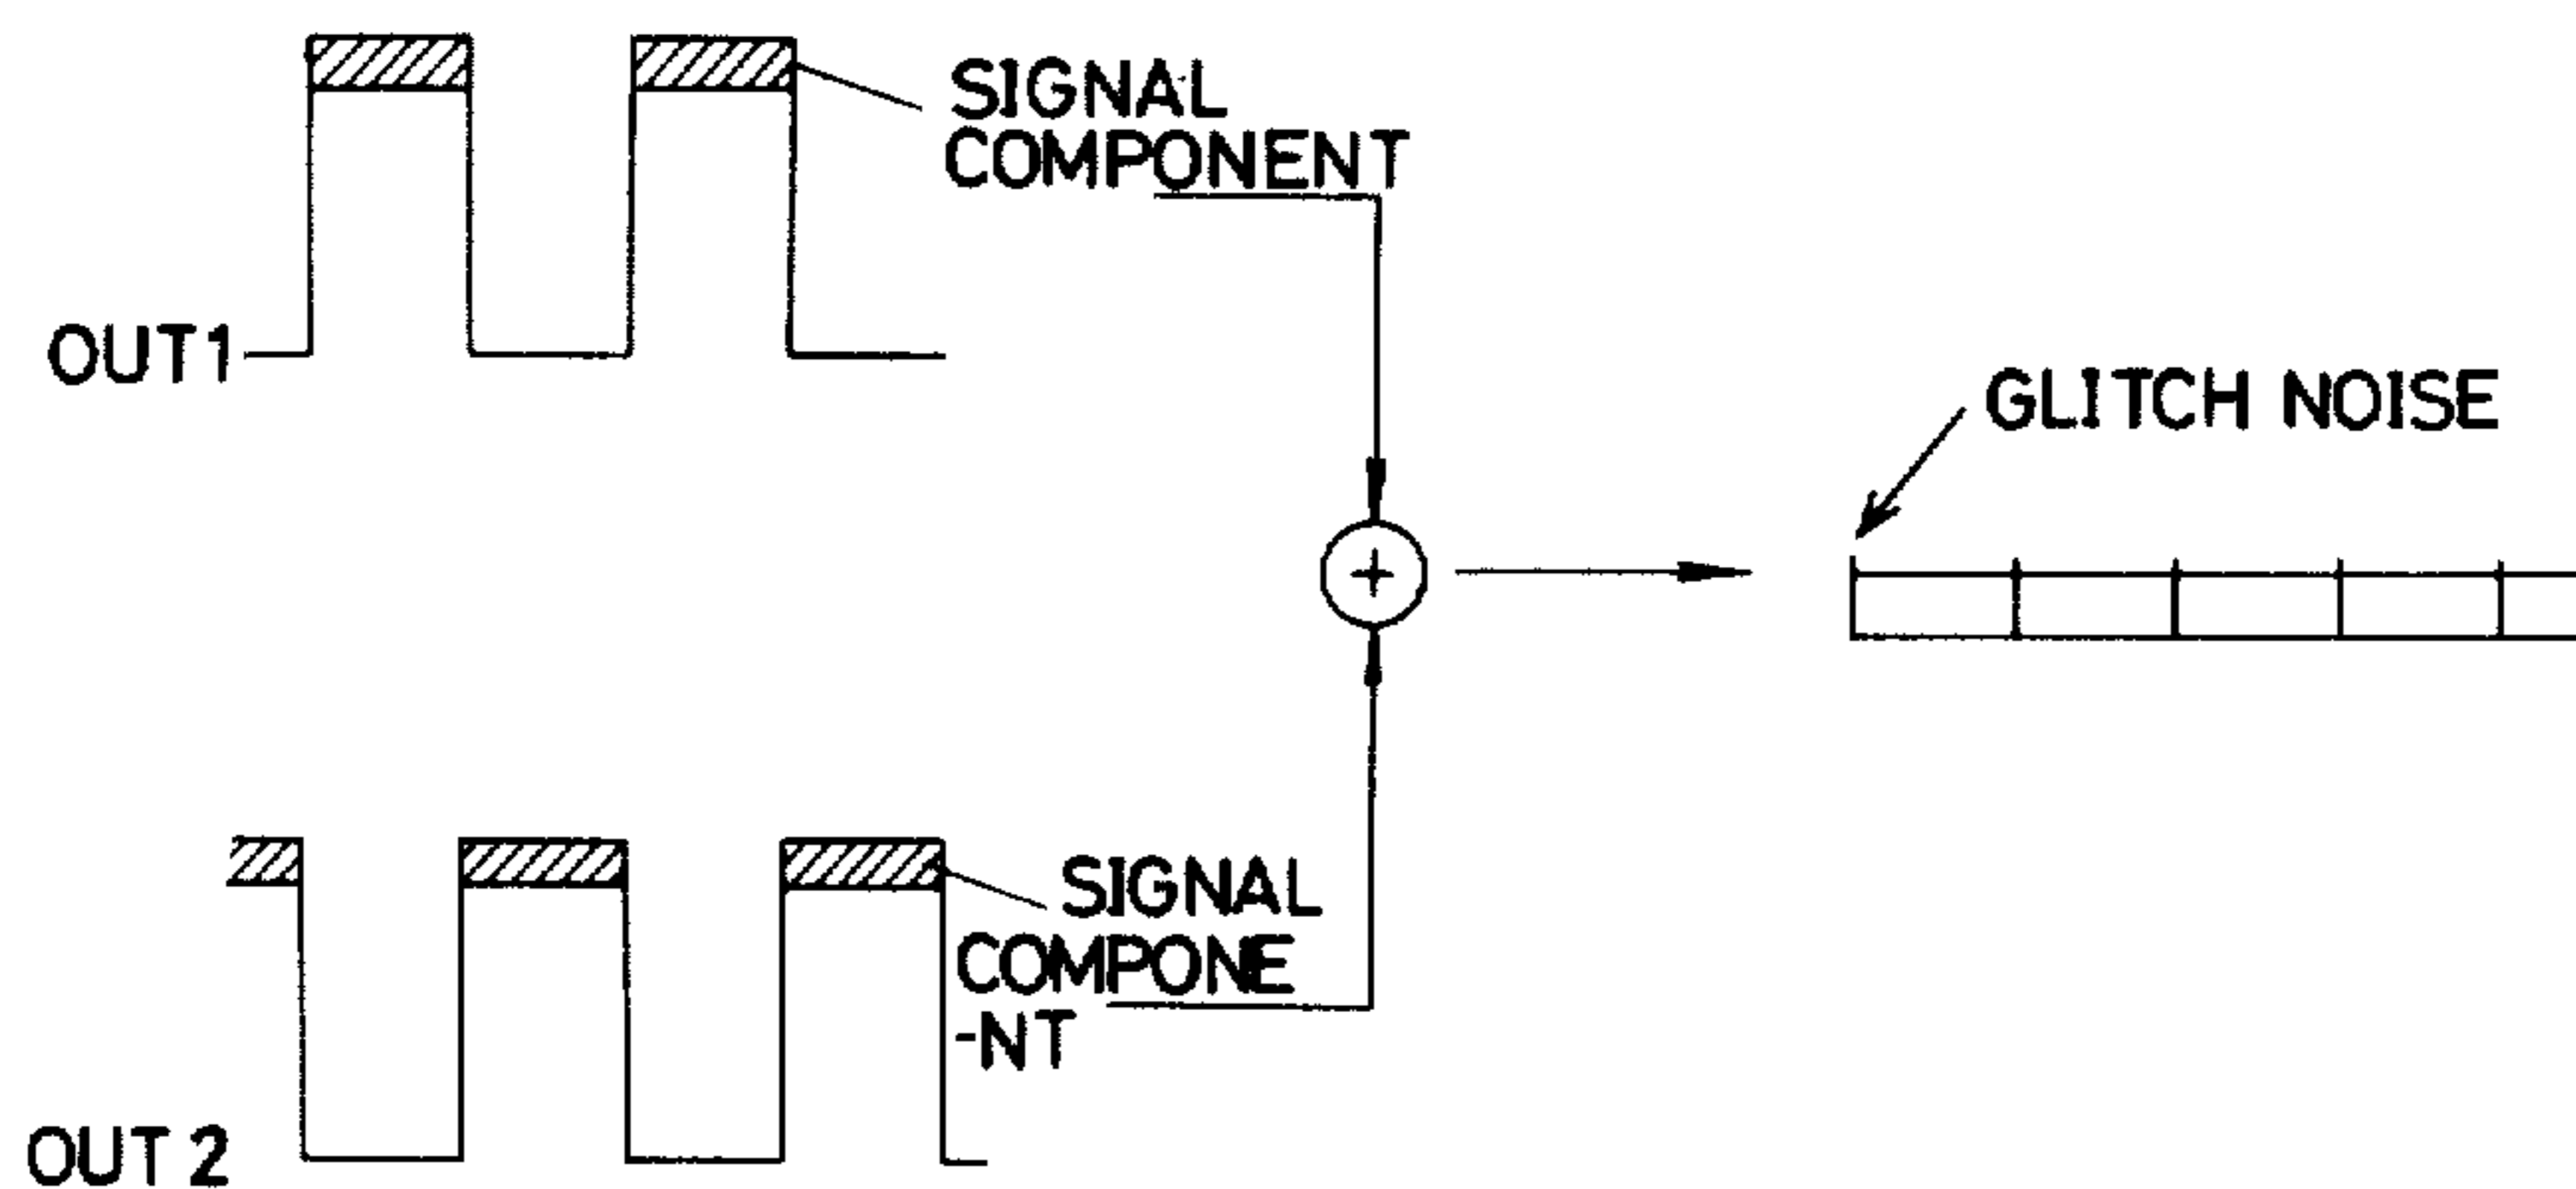 SIGNAL
COMPONENT
OUT1
GLITCH NOISE
+
SIGNAL
COMPONE
-NT
OUT 2